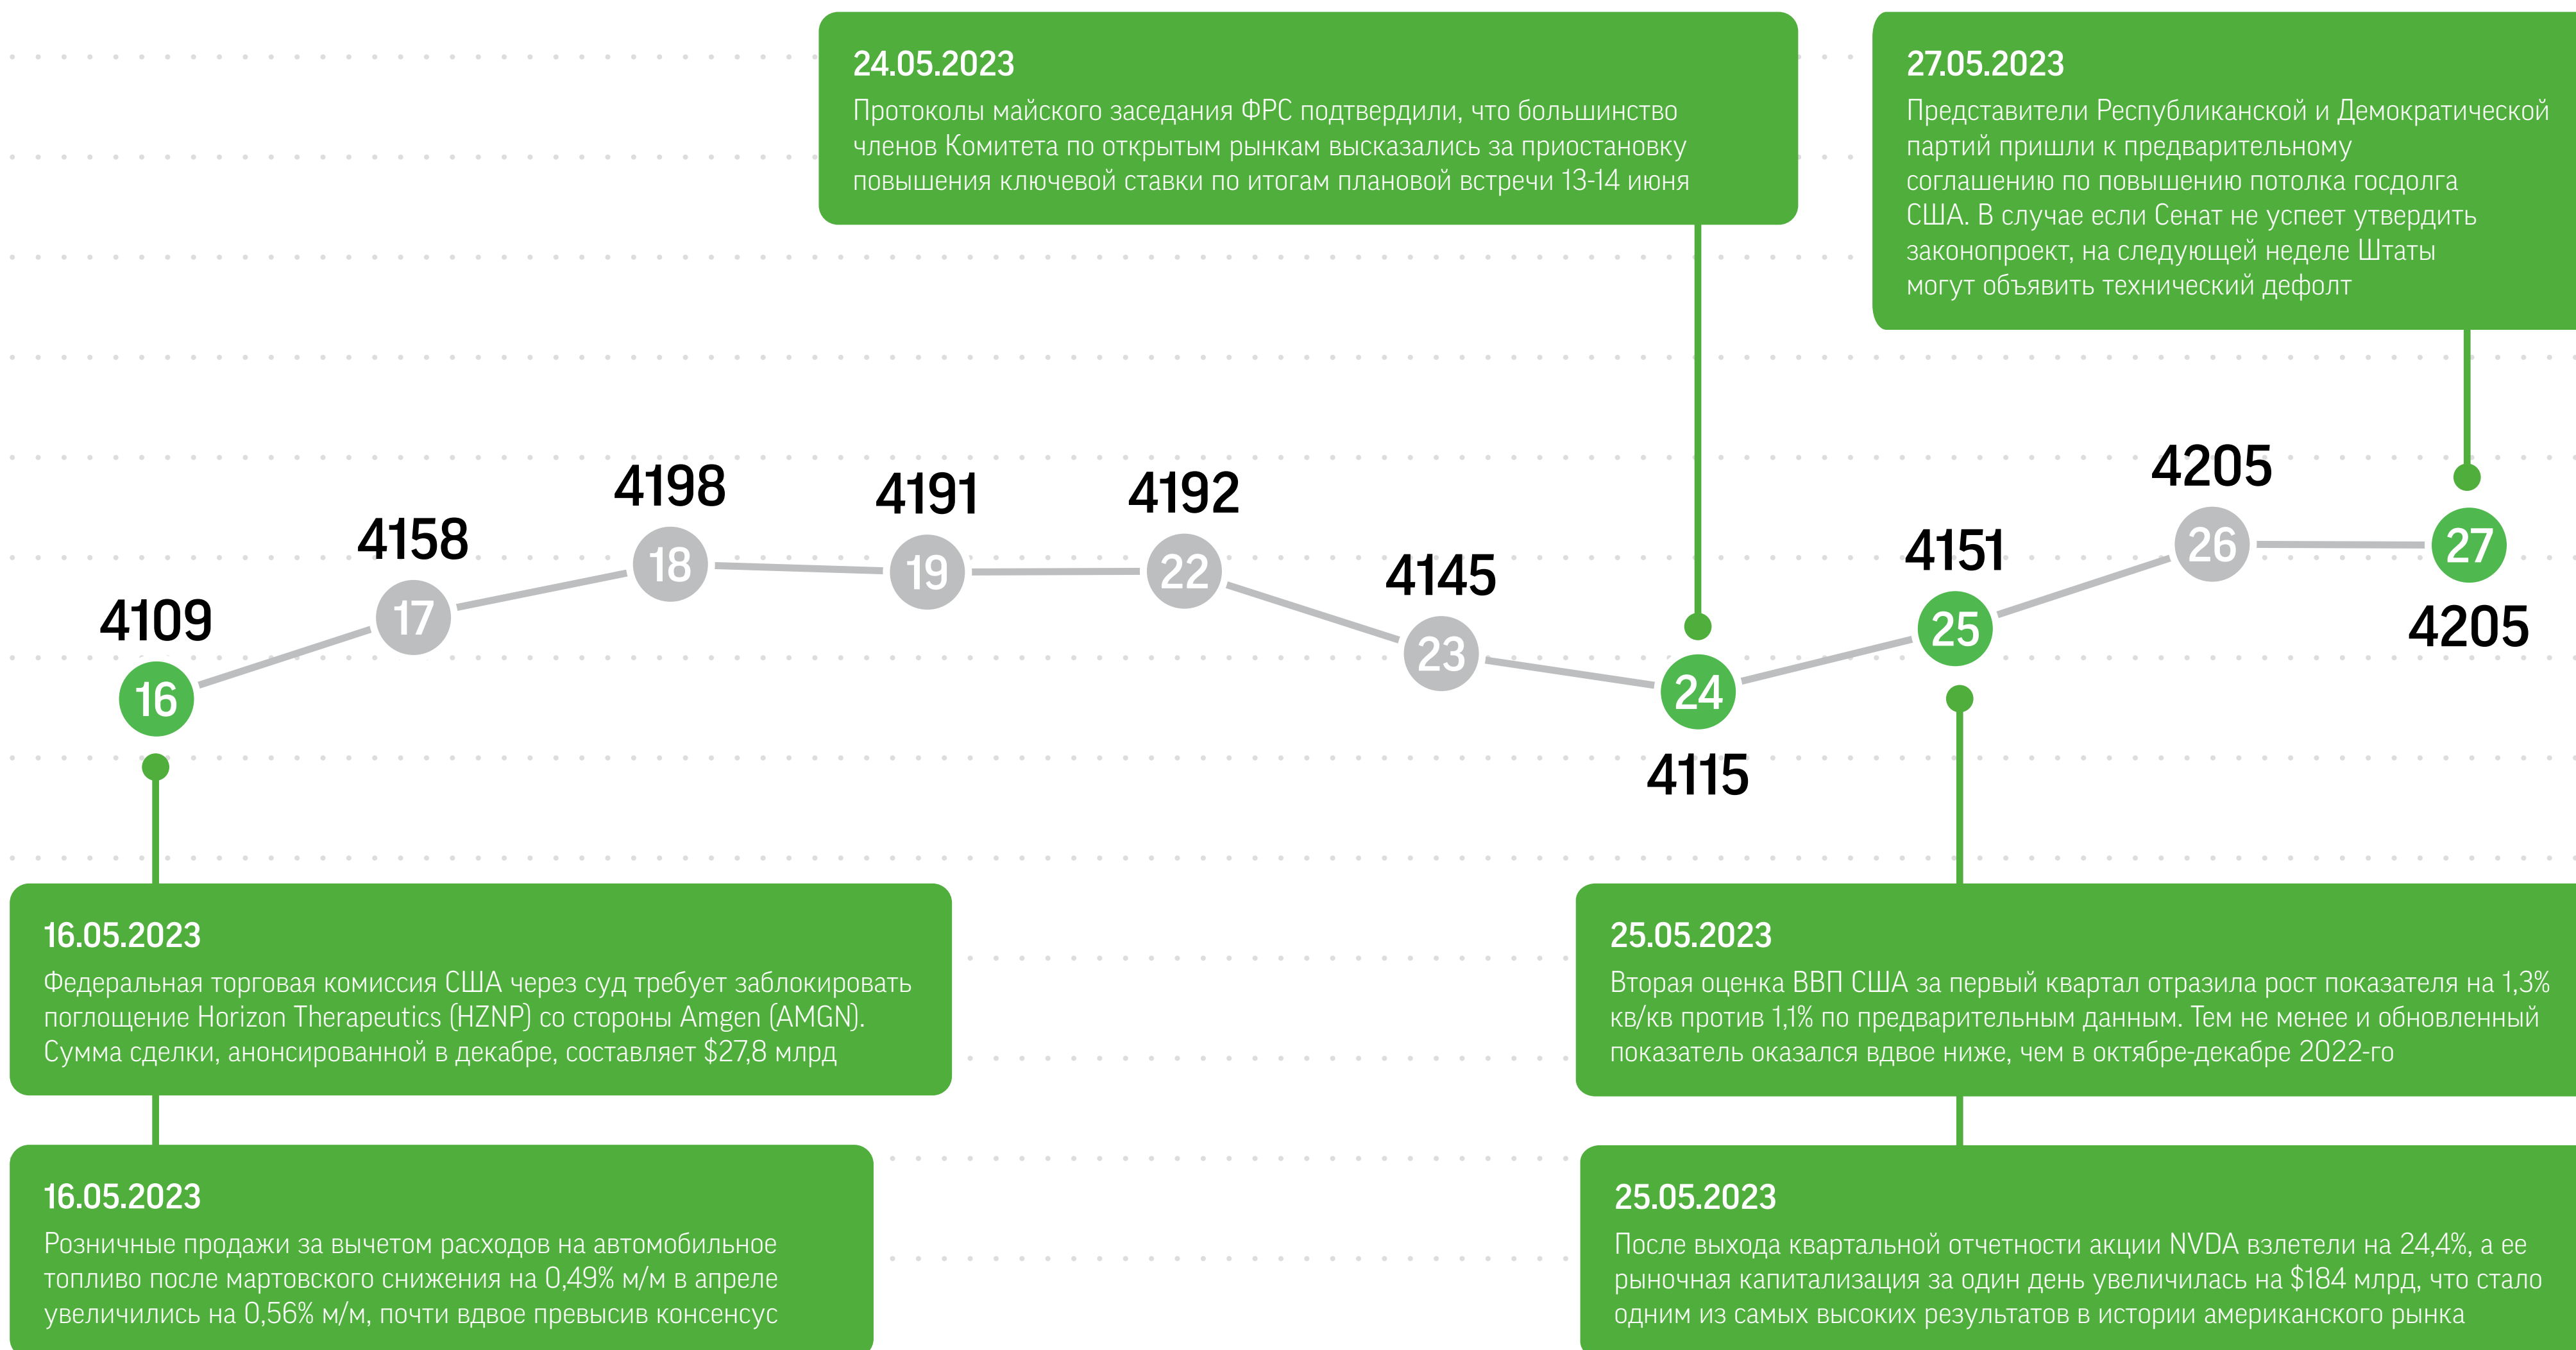 24.05.2023
Протоколы майского заседания ФРС подтвердили, что большинство
членов Комитета по открытым рынкам высказались за приостановку
повышения ключевой ставки по итогам плановой встречи 13-14 июня
27.05.2023
Представители Республиканской и Демократической
партий пришли к предварительному
соглашению по повышению потолка госдолга
США. В случае если Сенат не успеет утвердить
законопроект, на следующей неделе Штаты
могут объявить технический дефолт
4109
16
4158
17
4198
18
4191
19
4192
22
4145
23
24
4115
4151
25
4205
26
27
4205
16.05.2023
Федеральная торговая комиссия США через суд требует заблокировать
поглощение Horizon Therapeutics (HZNP) со стороны Amgen (AMGN).
Сумма сделки, анонсированной в декабре, составляет $27,8 млрд
16.05.2023
Розничные продажи за вычетом расходов на автомобильное
топливо после мартовского снижения на 0,49% м/м в апреле
увеличились на 0,56% м/м, почти вдвое превысив консенсус
25.05.2023
Вторая оценка ВВП США за первый квартал отразила рост показателя на 1,3%
кв/кв против 1,1% по предварительным данным. Тем не менее и обновленный
показатель оказался вдвое ниже, чем в октябре-декабре 2022-го
25.05.2023
После выхода квартальной отчетности акции NVDA взлетели на 24,4%, а ее
рыночная капитализация за один день увеличилась на $184 млрд, что стало
одним из самых высоких результатов в истории американского рынка